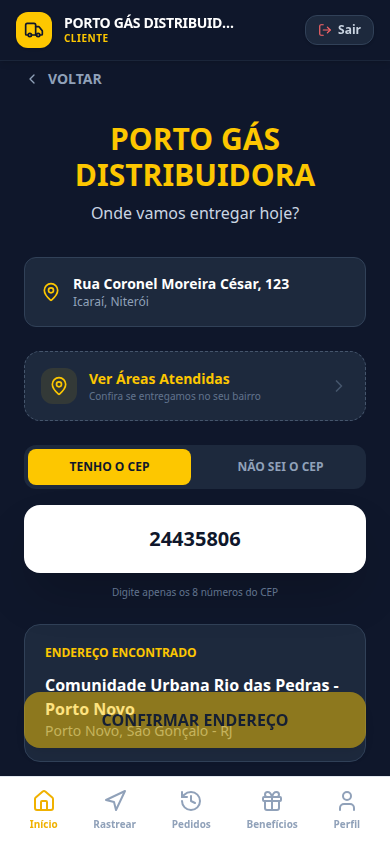 PORTO GÁS DISTRIBUID...
CLIENTE
Sair
VOLTAR
PORTO GÁS
DISTRIBUIDORA
Onde vamos entregar hoje?
Rua Coronel Moreira César, 123
Icaraí, Niterói
Ver Áreas Atendidas
Confira se entregamos no seu bairro
TENHO O CEP
NÃO SEI O CEP
24435806
Digite apenas os 8 números do CEP
ENDEREÇO ENCONTRADO
Comunidade Urbana Rio das Pedras -
Porto Novo
CONFIRMAR ENDEREÇO
Porto Novo, São Gonçalo - RJ
Início
Rastrear
Pedidos
Benefícios
Perfil